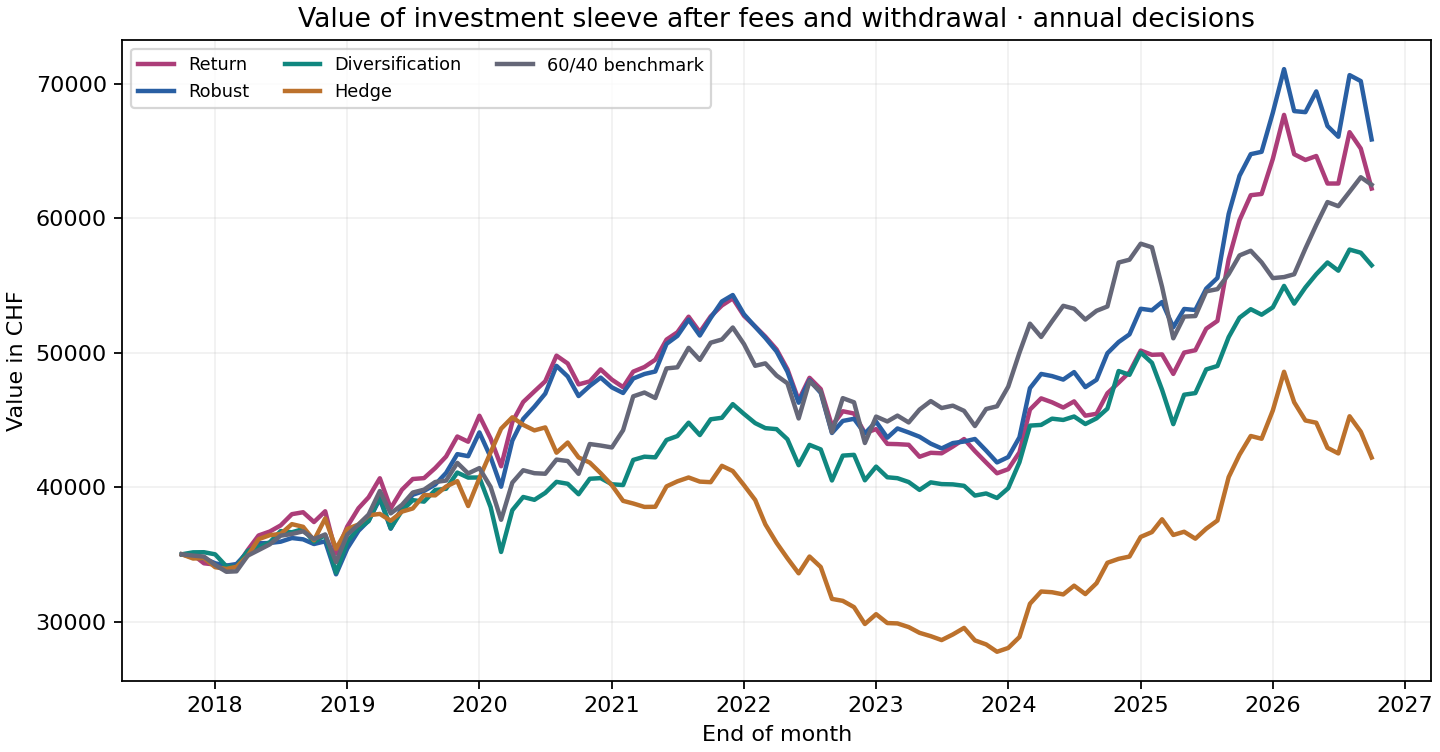 Value of investment sleeve after fees and withdrawal · annual decisions
Return
Diversification
60/40 benchmark
Robust
Hedge
Value in CHF
70000
60000
50000
40000
30000
2018 2019 2020 2021 2022 2023 2024 2025 2026 2027
End of month